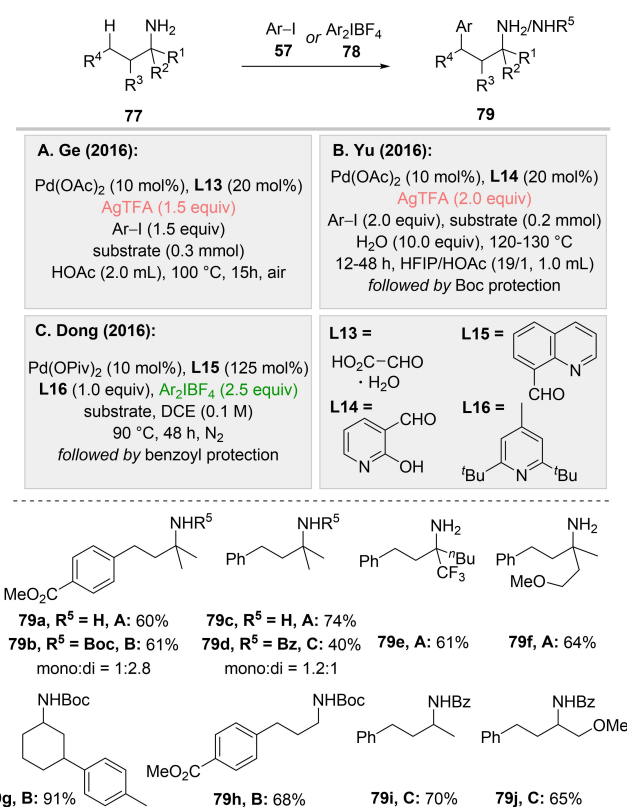 H NH2 Ar–I or Ar2IBF4 Ar NH2/NHR5
57 78
R4 R3 R2 R1 R4 R3 R2 R1
77 79
A. Ge (2016):
Pd(OAc)2 (10 mol%), L13 (20 mol%)
AgTFA (1.5 equiv)
Ar–I (1.5 equiv)
substrate (0.3 mmol)
HOAc (2.0 mL), 100 °C, 15h, air
B. Yu (2016):
Pd(OAc)2 (10 mol%), L14 (20 mol%)
AgTFA (2.0 equiv)
Ar–I (2.0 equiv), substrate (0.2 mmol)
H2O (10.0 equiv), 120-130 °C
12-48 h, HFIP/HOAc (19/1, 1.0 mL)
followed by Boc protection
C. Dong (2016):
Pd(OPiv)2 (10 mol%), L15 (125 mol%)
L16 (1.0 equiv), Ar2IBF4 (2.5 equiv)
substrate, DCE (0.1 M)
90 °C, 48 h, N2
followed by benzoyl protection
L13 =
HO2C–CHO
· H2O
L15 =
N
CHO
L14 =
CHO
N OH
L16 =
tBu N tBu
NHR5
MeO2C
79a, R5 = H, A: 60%
79b, R5 = Boc, B: 61%
mono:di = 1:2.8
NHR5
Ph
79c, R5 = H, A: 74%
79d, R5 = Bz, C: 40%
mono:di = 1.2:1
NH2
Ph nBu
CF3
79e, A: 61%
NH2
Ph
MeO
79f, A: 64%
NHBoc
g, B: 91%
NHBoc
MeO2C
79h, B: 68%
NHBz
Ph
79i, C: 70%
NHBz
Ph OMe
79j, C: 65%